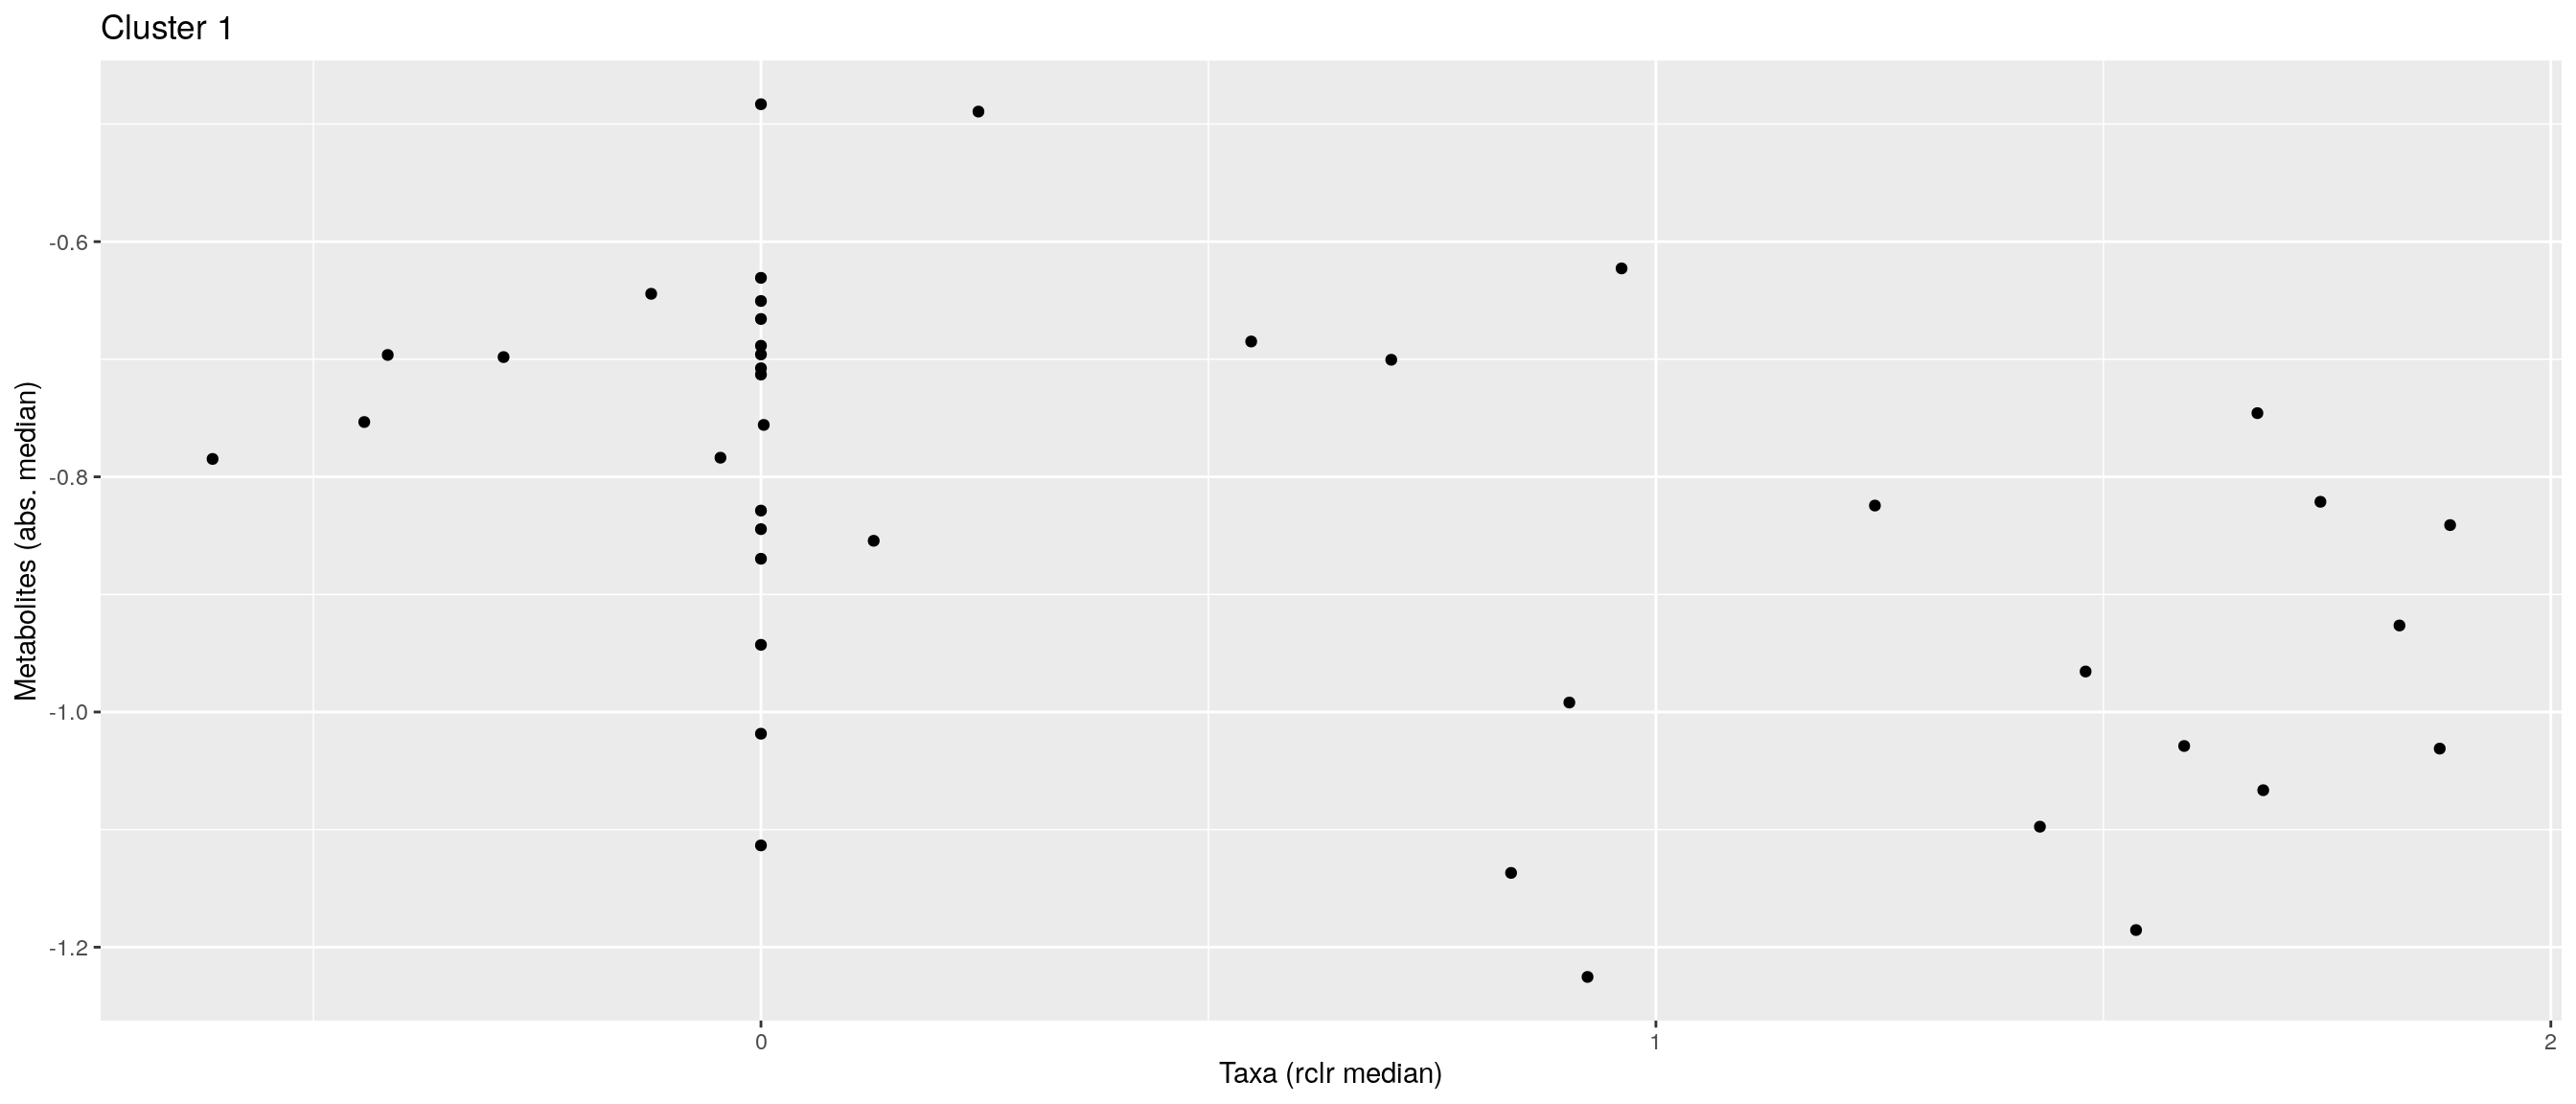 Cluster 1
Metabolites (abs. median)
-0.6
-0.8
-1.0
-1.2
0
1
2
Taxa (rclr median)